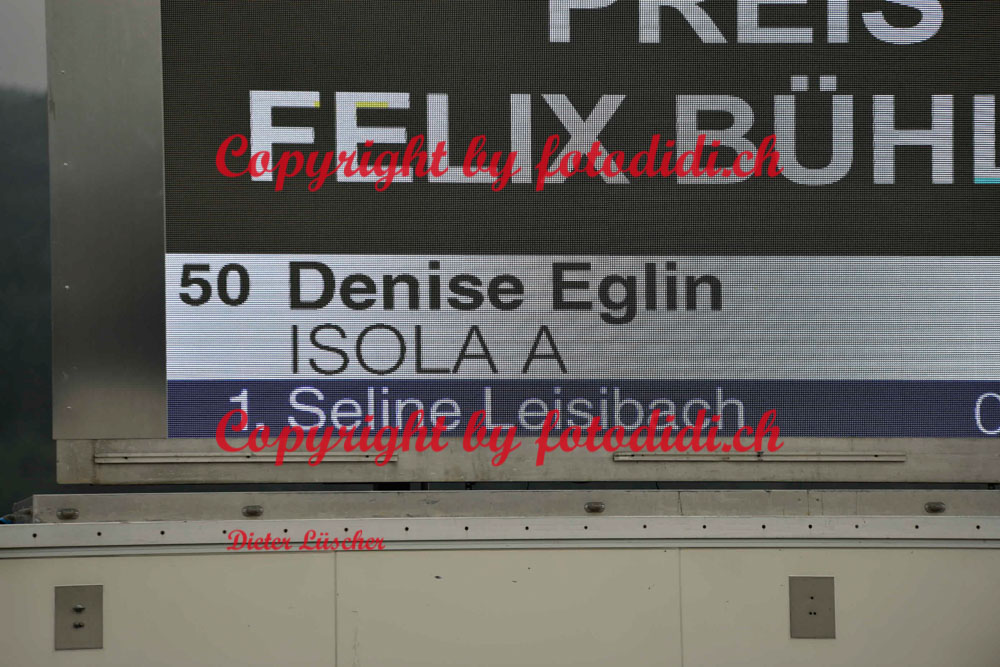 PREIS
FELIX BÜHL
Copyright by fotodidi.ch
50 Denise Eglin
ISOLA A
1. Seline Leisibach
Copyright by fotodidi.ch
Dieter Lüscher